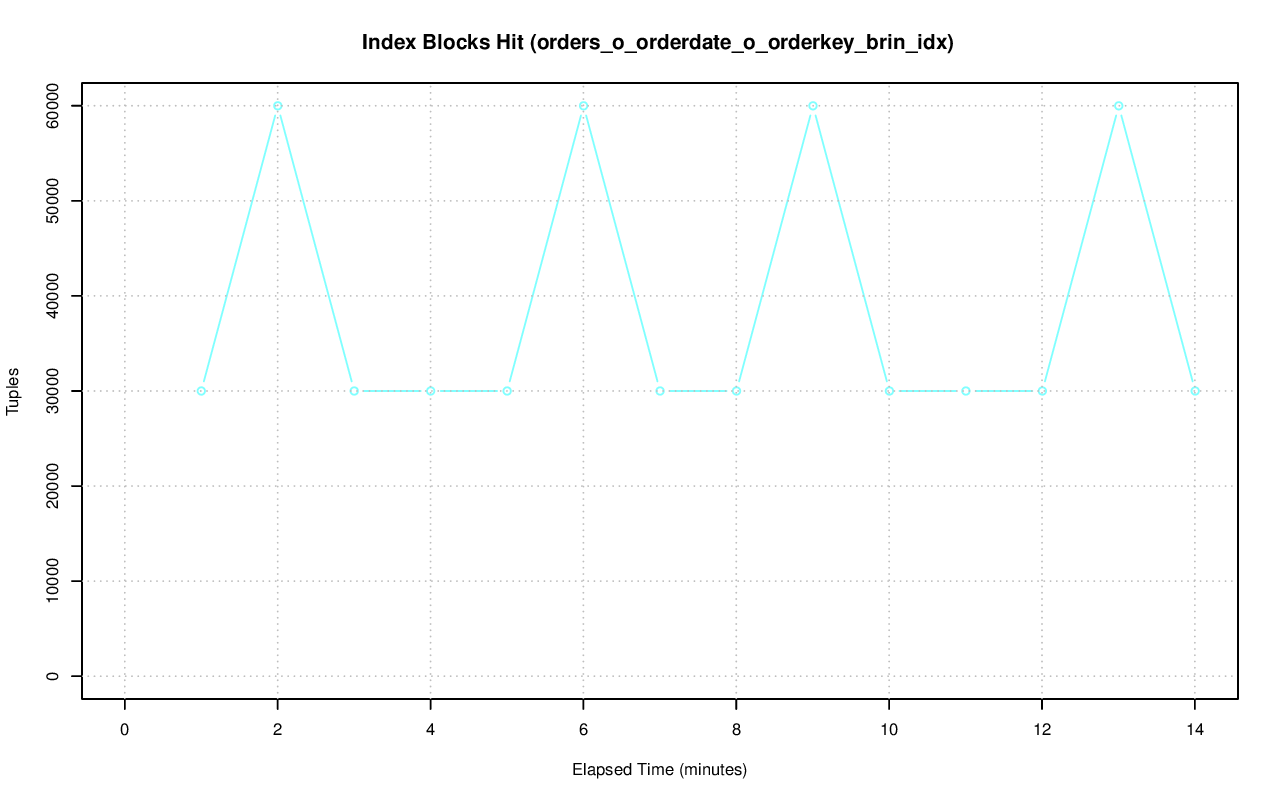 Index Blocks Hit (orders_o_orderdate_o_orderkey_brin_idx)
60000
50000
40000
30000
20000
10000
0
Tuples
0 2 4 6 8 10 12 14
Elapsed Time (minutes)